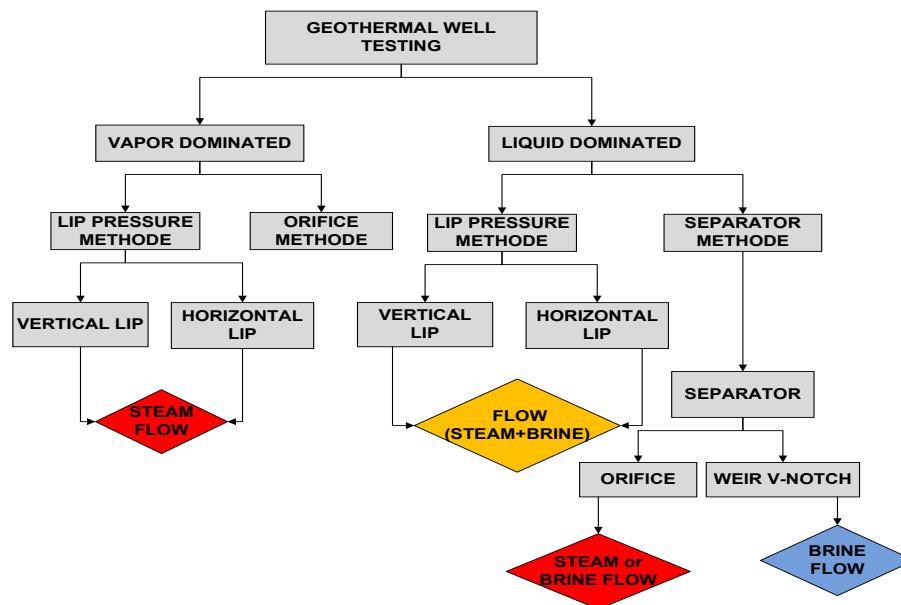 GEOTHERMAL WELL
TESTING
VAPOR DOMINATED
LIQUID DOMINATED
LIP PRESSURE
METHODE
ORIFICE
METHODE
LIP PRESSURE
METHODE
SEPARATOR
METHODE
VERTICAL LIP
HORIZONTAL
LIP
VERTICAL
LIP
HORIZONTAL
LIP
STEAM
FLOW
FLOW
(STEAM+BRINE)
SEPARATOR
ORIFICE
WEIR V-NOTCH
STEAM or
BRINE FLOW
BRINE
FLOW